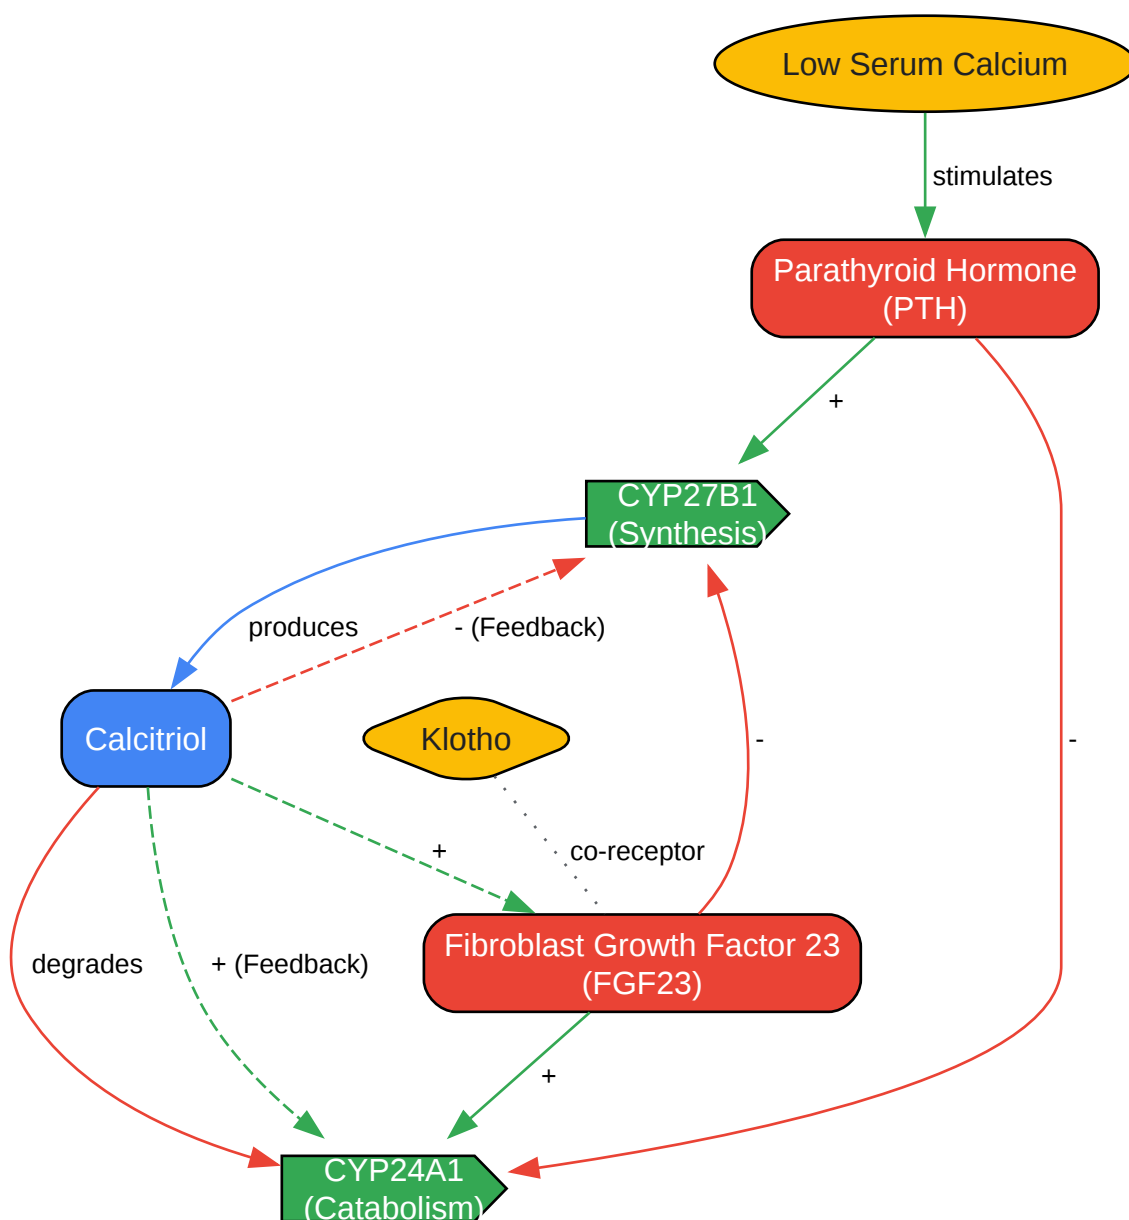 Low Serum Calcium
stimulates
Parathyroid Hormone
(PTH)
+
CYP27B1
(Synthesis)
produces
- (Feedback)
Calcitriol
Klotho
-
-
+
co-receptor
Fibroblast Growth Factor 23
(FGF23)
degrades
+ (Feedback)
+
CYP24A1
(Catabolism)